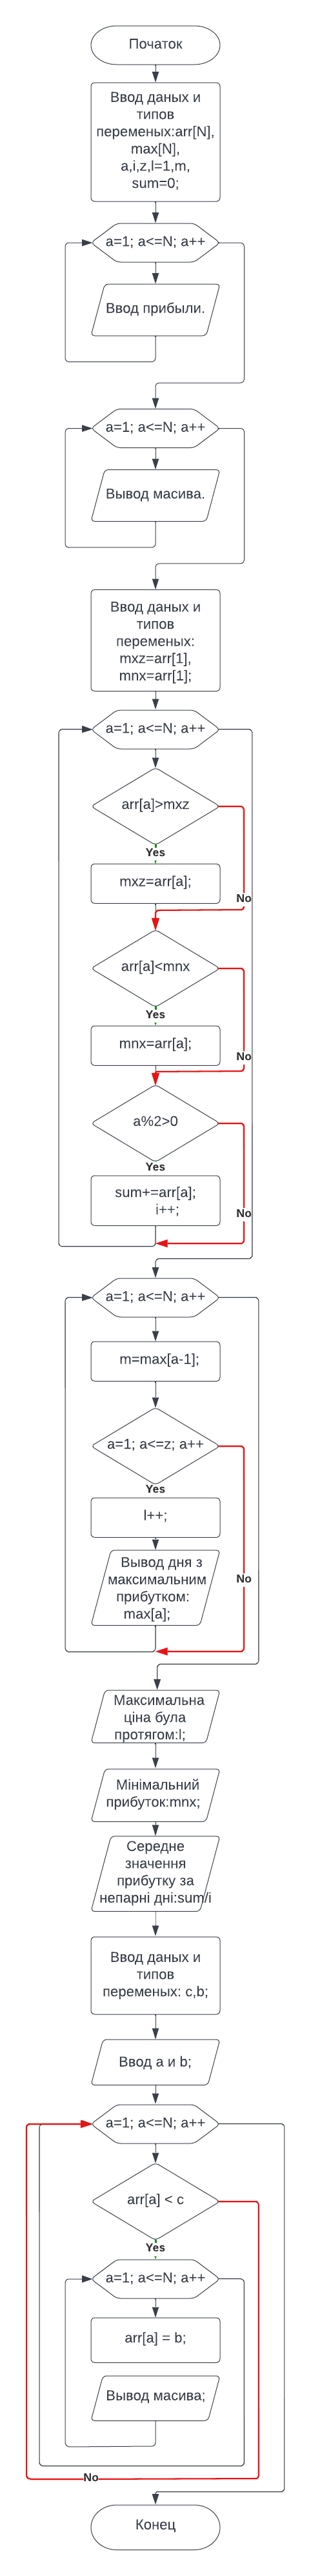 Початок
Ввод даных и
типов
переменых:arr[N],
max[N],
a,i,z,l=1,m,
sum=0;
a=1; a<=N; a++
Ввод прибыли.
a=1; a<=N; a++
Вывод масива.
Ввод даных и
типов
переменых:
mxz=arr[1],
mnx=arr[1];
a=1; a<=N; a++
arr[a]>mxz
Yes
mxz=arr[a];
No
arr[a]<mnx
Yes
mnx=arr[a];
No
a%2>0
Yes
sum+=arr[a];
i++;
No
a=1; a<=N; a++
m=max[a-1];
a=1; a<=z; a++
Yes
l++;
Вывод дня з
максимальним
прибутком:
max[a];
No
Максимальна
ціна була
протягом:l;
Мінімальний
прибуток:mnx;
Середне
значення
прибутку за
непарні дні:sum/i
Ввод даных и
типов
переменых: c,b;
Ввод а и b;
a=1; a<=N; a++
arr[a] < c
Yes
a=1; a<=N; a++
arr[a] = b;
Вывод масива;
No
Конец